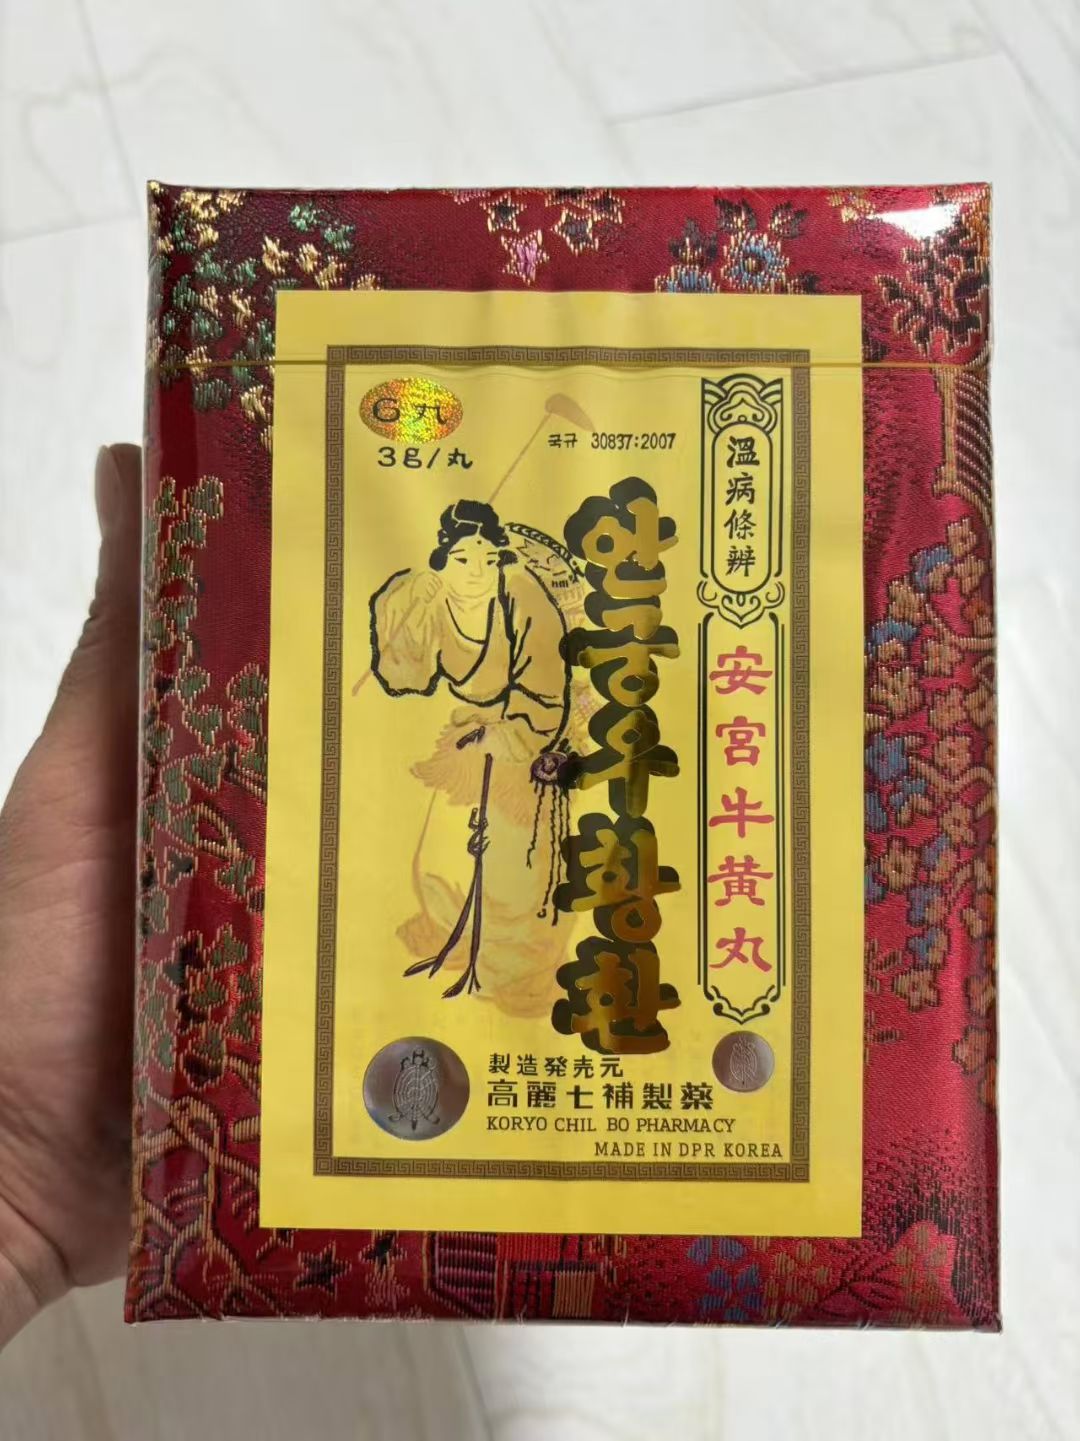 6丸
3g/丸
국규 30837:2007
溫病條辨
安宮牛黃丸
안궁우황환
製造発売元
高麗七補製薬
KORYO CHIL BO PHARMACY
MADE IN DPR KOREA